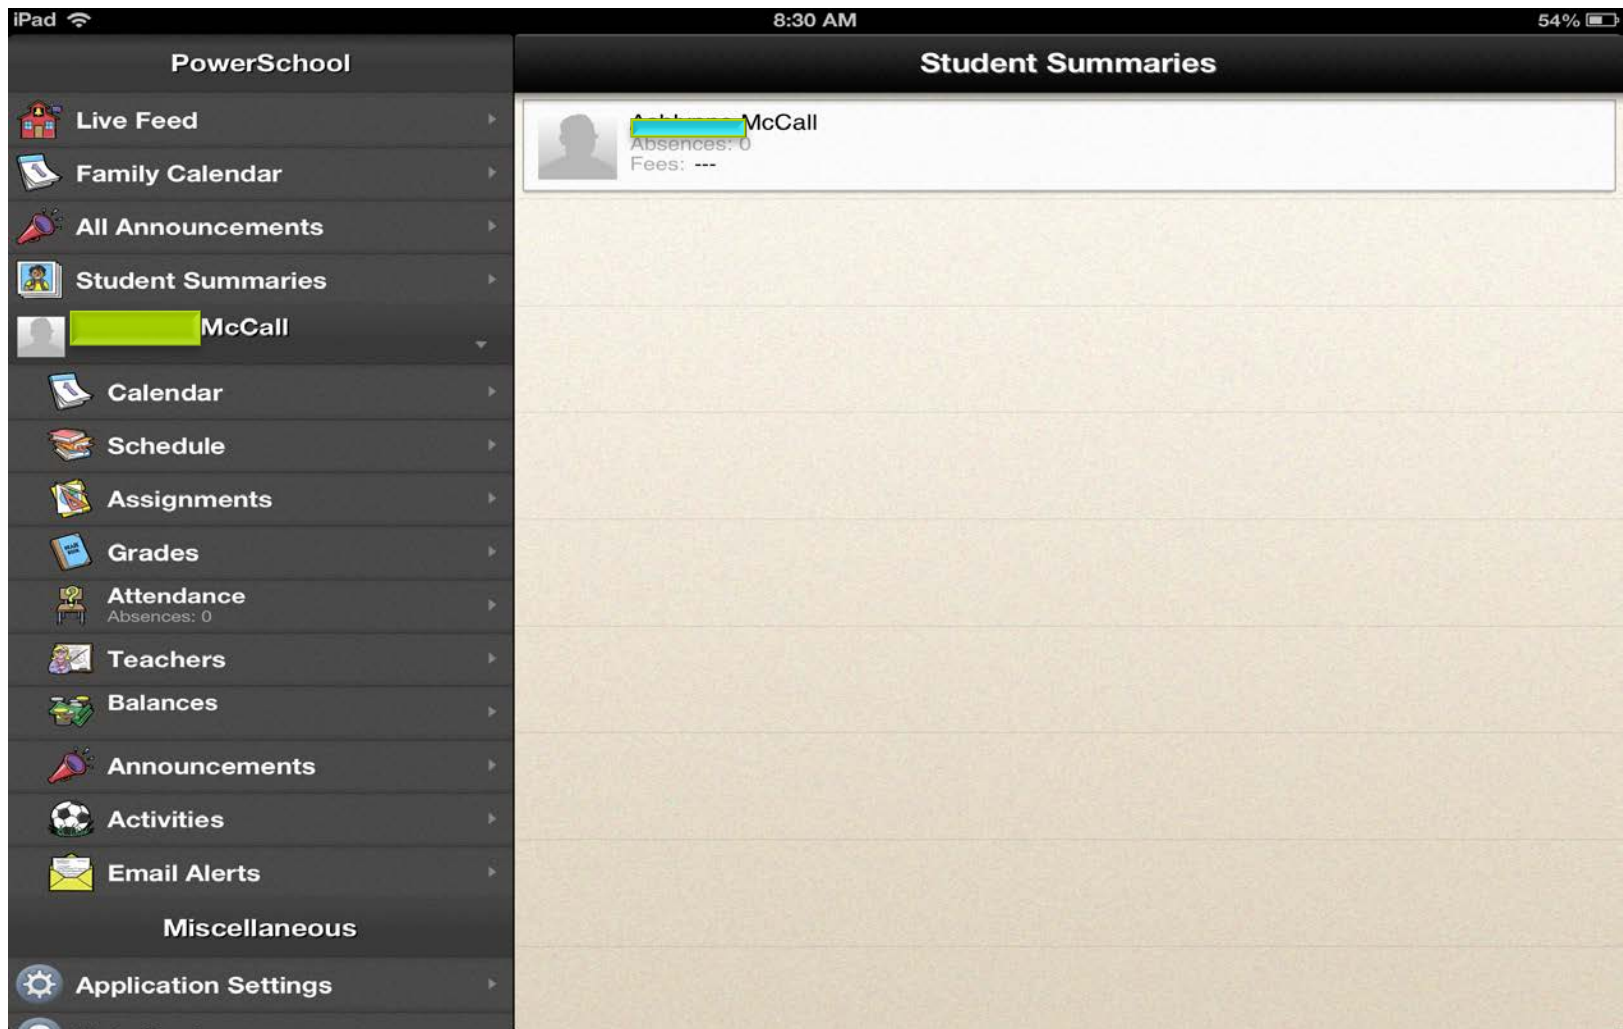 iPad 8:30 AM 54%
PowerSchool
Live Feed
Family Calendar
All Announcements
Student Summaries
McCall
Calendar
Schedule
Assignments
Grades
Attendance
Absences: 0
Teachers
Balances
Announcements
Activities
Email Alerts
Miscellaneous
Application Settings
Student Summaries
McCall
Absences: 0
Fees: ---